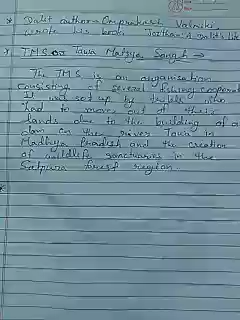 * Dalit author Omprakash Valmiki
wrote his book Joothan: A Dalit's Life
* TMS or Tawa Matsya Sangh →
The TMS is an organisation
consisting of several fishing cooperat
It was set up by tribals who
had to move out of their
lands due to the building of a
dam on the river Tawa in
Madhya Pradesh and the creation
of wildlife sanctuaries in the
Satpura forest region.